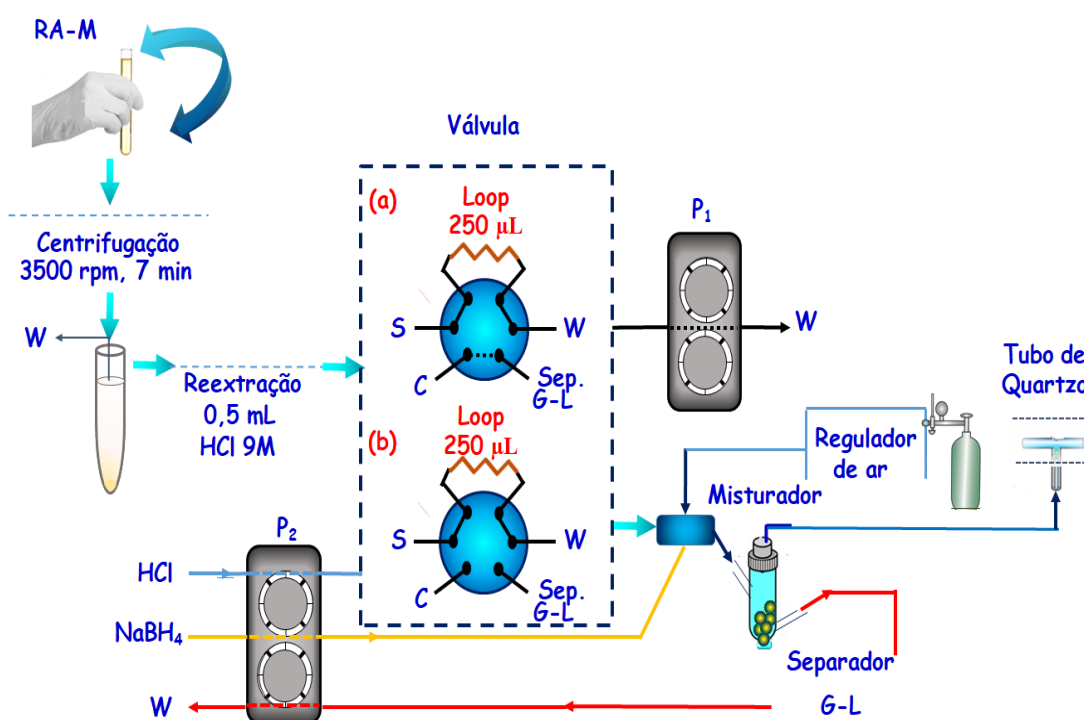 RA-M
Centrifugação
3500 rpm, 7 min
W
Reextração
0,5 mL
HCl 9M
Válvula
(a)
Loop
250 µL
S
W
C
Sep.
G-L
(b)
Loop
250 µL
S
W
C
Sep.
G-L
P1
W
Tubo de
Quartzo
Regulador
de ar
Misturador
P2
HCl
NaBH4
W
Separador
G-L